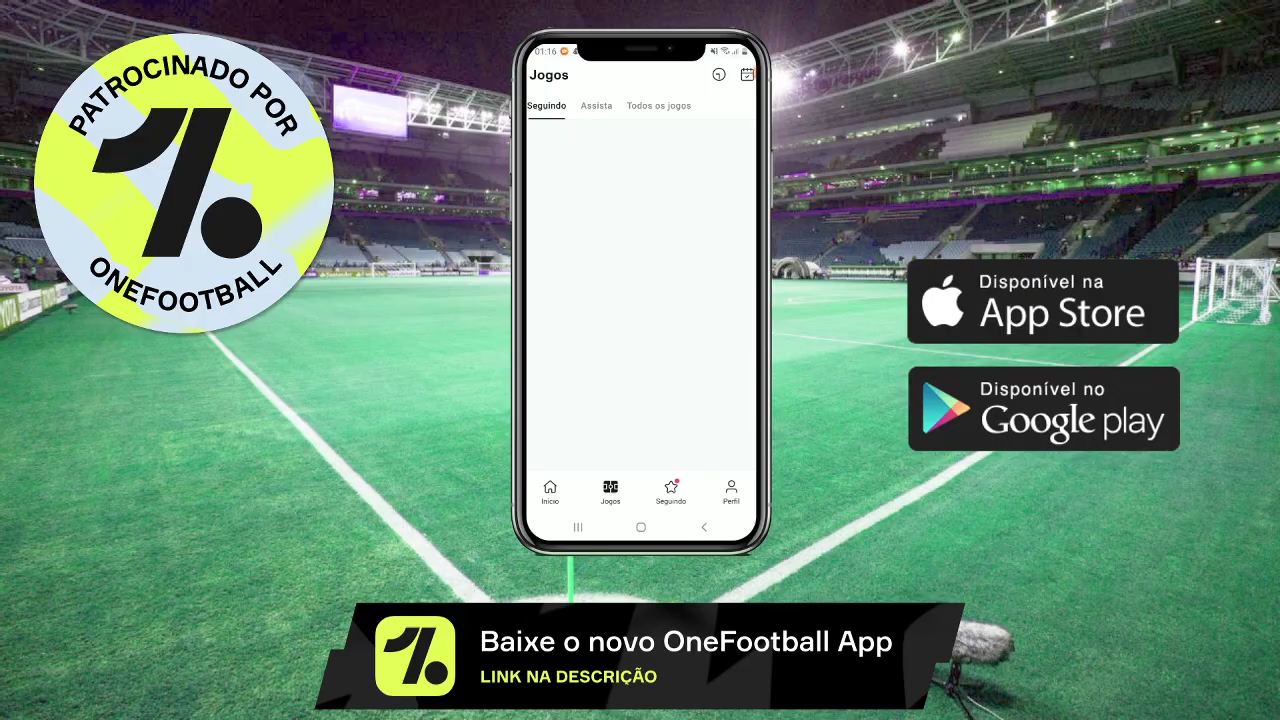 PATROCINADO POR
ONEFOOTBALL
01:16
Jogos
Seguindo Assista Todos os jogos
Início Jogos Seguindo Perfil
Disponível na
App Store
Disponível no
Google play
Baixe o novo OneFootball App
LINK NA DESCRIÇÃO